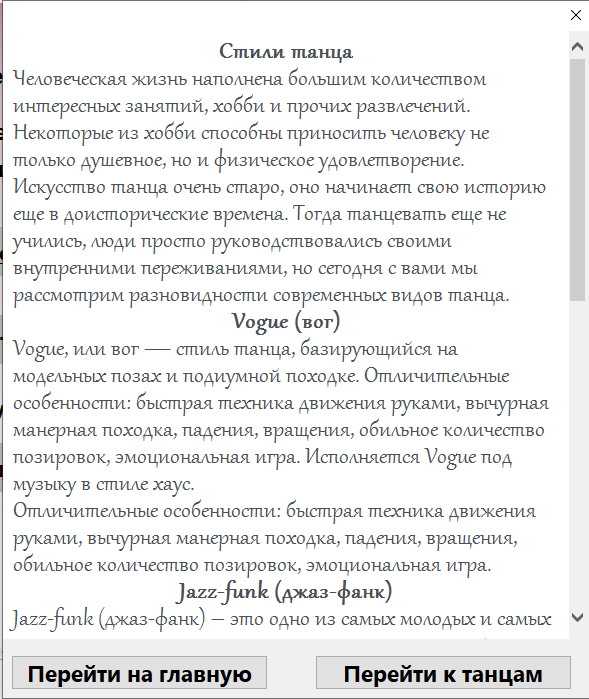 Стили танца
Человеческая жизнь наполнена большим количеством
интересных занятий, хобби и прочих развлечений.
Некоторые из хобби способны приносить человеку не
только душевное, но и физическое удовлетворение.
Искусство танца очень старо, оно начинает свою историю
еще в доисторические времена. Тогда танцевать еще не
учились, люди просто руководствовались своими
внутренними переживаниями, но сегодня с вами мы
рассмотрим разновидности современных видов танца.
Vogue (вог)
Vogue, или вог — стиль танца, базирующийся на
модельных позах и подиумной походке. Отличительные
особенности: быстрая техника движения руками, вычурная
манерная походка, падения, вращения, обильное количество
позировок, эмоциональная игра. Исполняется Vogue под
музыку в стиле хаус.
Отличительные особенности: быстрая техника движения
руками, вычурная манерная походка, падения, вращения,
обильное количество позировок, эмоциональная игра.
Jazz-funk (джаз-фанк)
Jazz-funk (джаз-фанк) – это одно из самых молодых и самых
Перейти на главную
Перейти к танцам